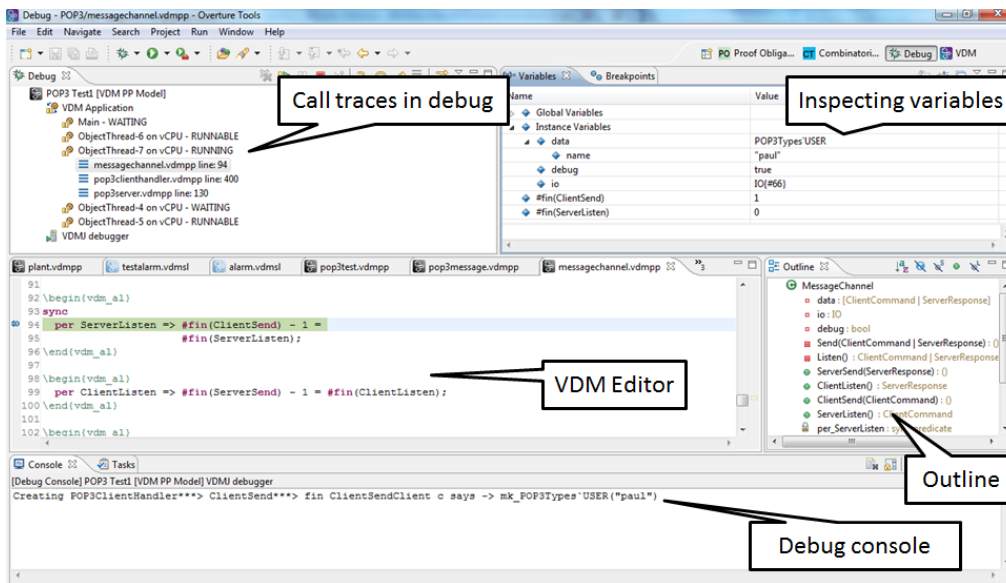 Debug - POP3/messagechannel.vdmpp - Overture Tools
File Edit Navigate Search Project Run Window Help
PO Proof Obliga... CT Combinatori... Debug VDM
Debug
POP3 Test1 [VDM PP Model]
VDM Application
Main - WAITING
ObjectThread-6 on vCPU - RUNNABLE
ObjectThread-7 on vCPU - RUNNING
messagechannel.vdmpp line: 94
pop3clienthandler.vdmpp line: 400
pop3server.vdmpp line: 130
ObjectThread-4 on vCPU - WAITING
ObjectThread-5 on vCPU - RUNNABLE
VDMJ debugger
Call traces in debug
Variables Breakpoints
Name Value
Global Variables
Instance Variables
data POP3Types`USER
name "paul"
debug true
io IO{#66}
#fin(ClientSend) 1
#fin(ServerListen) 0
Inspecting variables
plant.vdmpp testalarm.vdmsl alarm.vdmsl pop3test.vdmpp pop3message.vdmpp messagechannel.vdmpp »3
91
92 \begin{vdm_al}
93 sync
94 per ServerListen => #fin(ClientSend) - 1 =
95 #fin(ServerListen);
96 \end{vdm_al}
97
98 \begin{vdm_al}
99 per ClientListen => #fin(ServerSend) - 1 = #fin(ClientListen);
100 \end{vdm_al}
101
102 \begin{vdm_al}
VDM Editor
Outline
MessageChannel
data : [ClientCommand | ServerResponse]
io : IO
debug : bool
Send(ClientCommand | ServerResponse) : ()
Listen() : ClientCommand | ServerResponse
ServerSend(ServerResponse) : ()
ClientListen() : ServerResponse
ClientSend(ClientCommand) : ()
ServerListen() : ClientCommand
per_ServerListen : sync predicate
Outline
Console Tasks
[Debug Console] POP3 Test1 [VDM PP Model] VDMJ debugger
Creating POP3ClientHandler***> ClientSend***> fin ClientSendClient c says -> mk_POP3Types`USER("paul")
Debug console